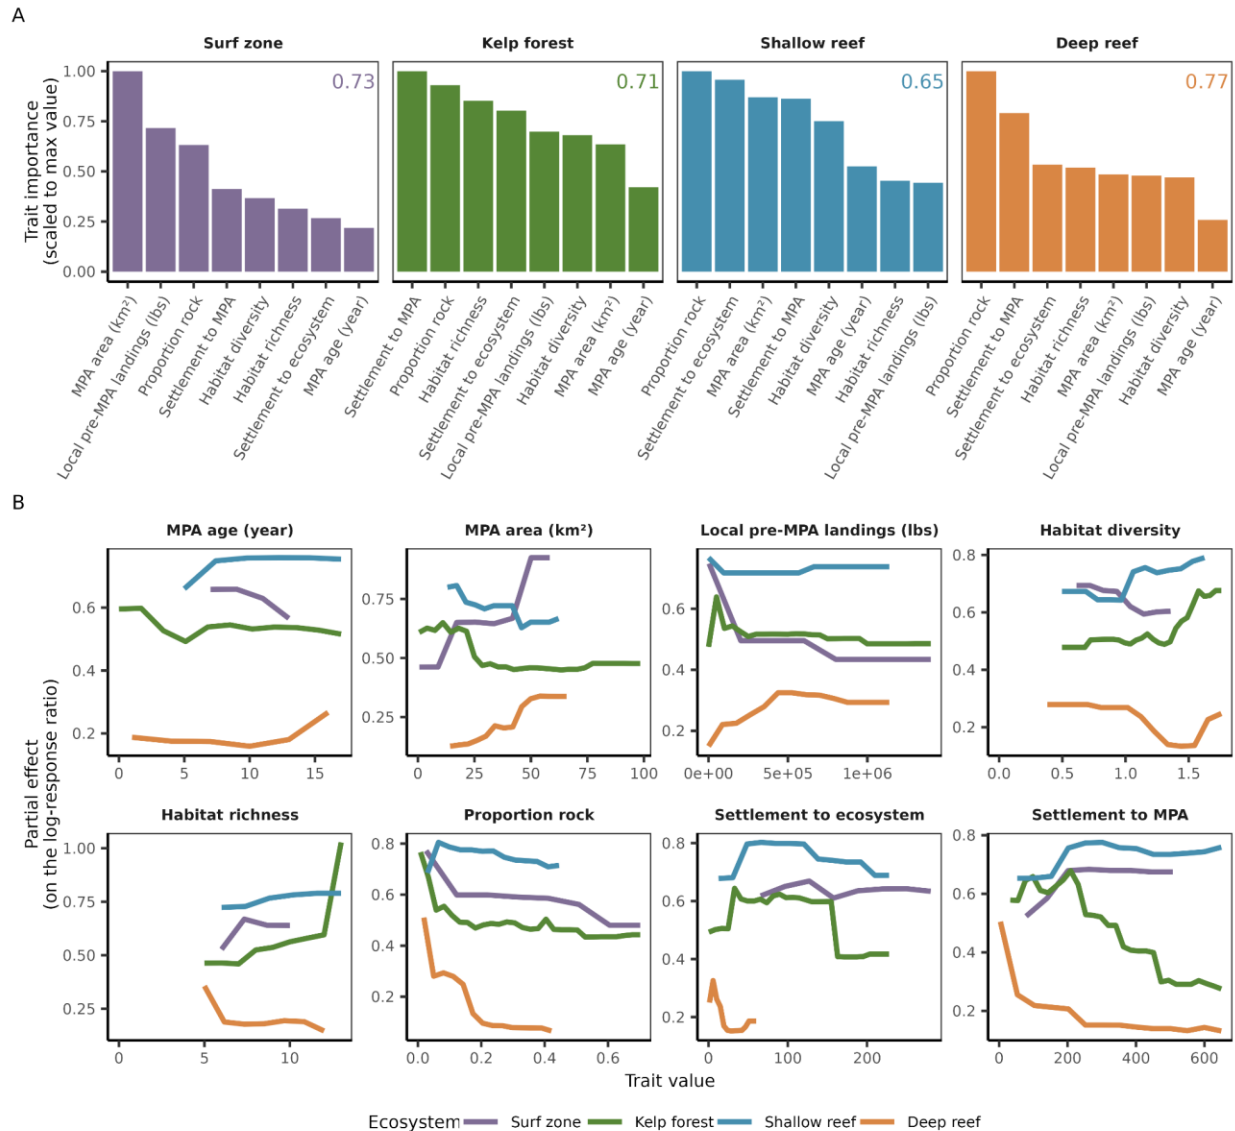 A
Surf zone
Kelp forest
Shallow reef
Deep reef
Trait importance
(scaled to max value)
1.00
0.75
0.50
0.25
0.00
0.73
0.71
0.65
0.77
MPA area (km²)
Local pre-MPA landings (lbs)
Proportion rock
Settlement to MPA
Habitat diversity
Habitat richness
Settlement to ecosystem
MPA age (year)
Settlement to MPA
Proportion rock
Habitat richness
Settlement to ecosystem
Local pre-MPA landings (lbs)
Habitat diversity
MPA area (km²)
MPA age (year)
Proportion rock
Settlement to ecosystem
MPA area (km²)
Settlement to MPA
Habitat diversity
MPA age (year)
Habitat richness
Local pre-MPA landings (lbs)
Proportion rock
Settlement to MPA
Settlement to ecosystem
Habitat richness
MPA area (km²)
Local pre-MPA landings (lbs)
Habitat diversity
MPA age (year)
B
Partial effect
(on the log-response ratio)
MPA age (year)
0.6
0.4
0.2
0 5 10 15
MPA area (km²)
0.75
0.50
0.25
0 25 50 75 100
Local pre-MPA landings (lbs)
0.6
0.4
0.2
0e+00 5e+05 1e+06
Habitat diversity
0.8
0.6
0.4
0.2
0.0 0.5 1.0 1.5
Habitat richness
1.00
0.75
0.50
0.25
0 5 10
Proportion rock
0.8
0.6
0.4
0.2
0.0 0.2 0.4 0.6
Settlement to ecosystem
0.8
0.6
0.4
0.2
0 100 200
Settlement to MPA
0.8
0.6
0.4
0.2
0 200 400 600
Trait value
Ecosystem Surf zone Kelp forest Shallow reef Deep reef